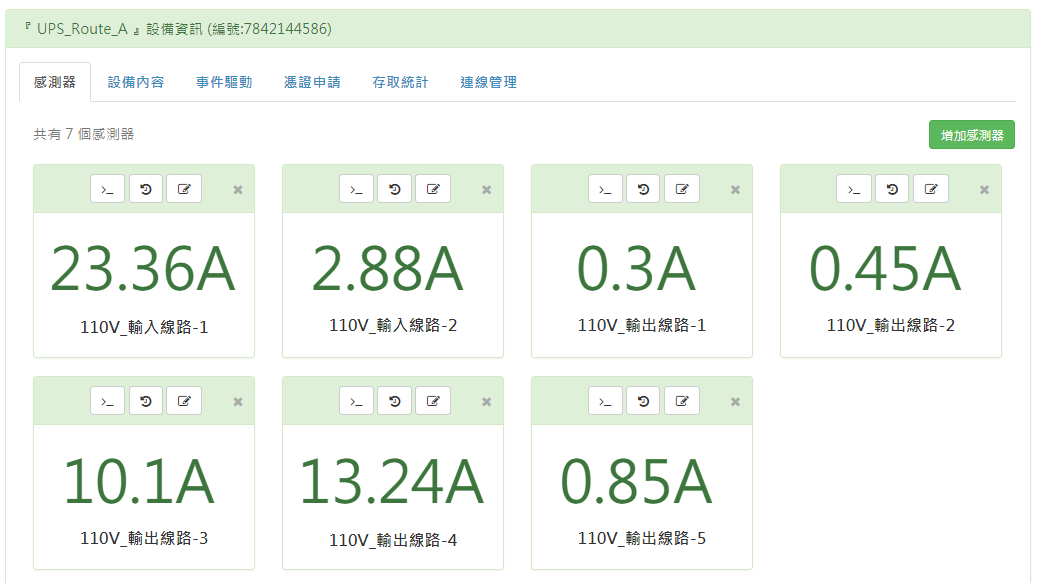 『 UPS_Route_A 』設備資訊 (編號:7842144586)
感測器 設備內容 事件驅動 憑證申請 存取統計 連線管理
共有 7 個感測器 增加感測器
23.36A 2.88A 0.3A 0.45A
110V_輸入線路-1 110V_輸入線路-2 110V_輸出線路-1 110V_輸出線路-2
10.1A 13.24A 0.85A
110V_輸出線路-3 110V_輸出線路-4 110V_輸出線路-5